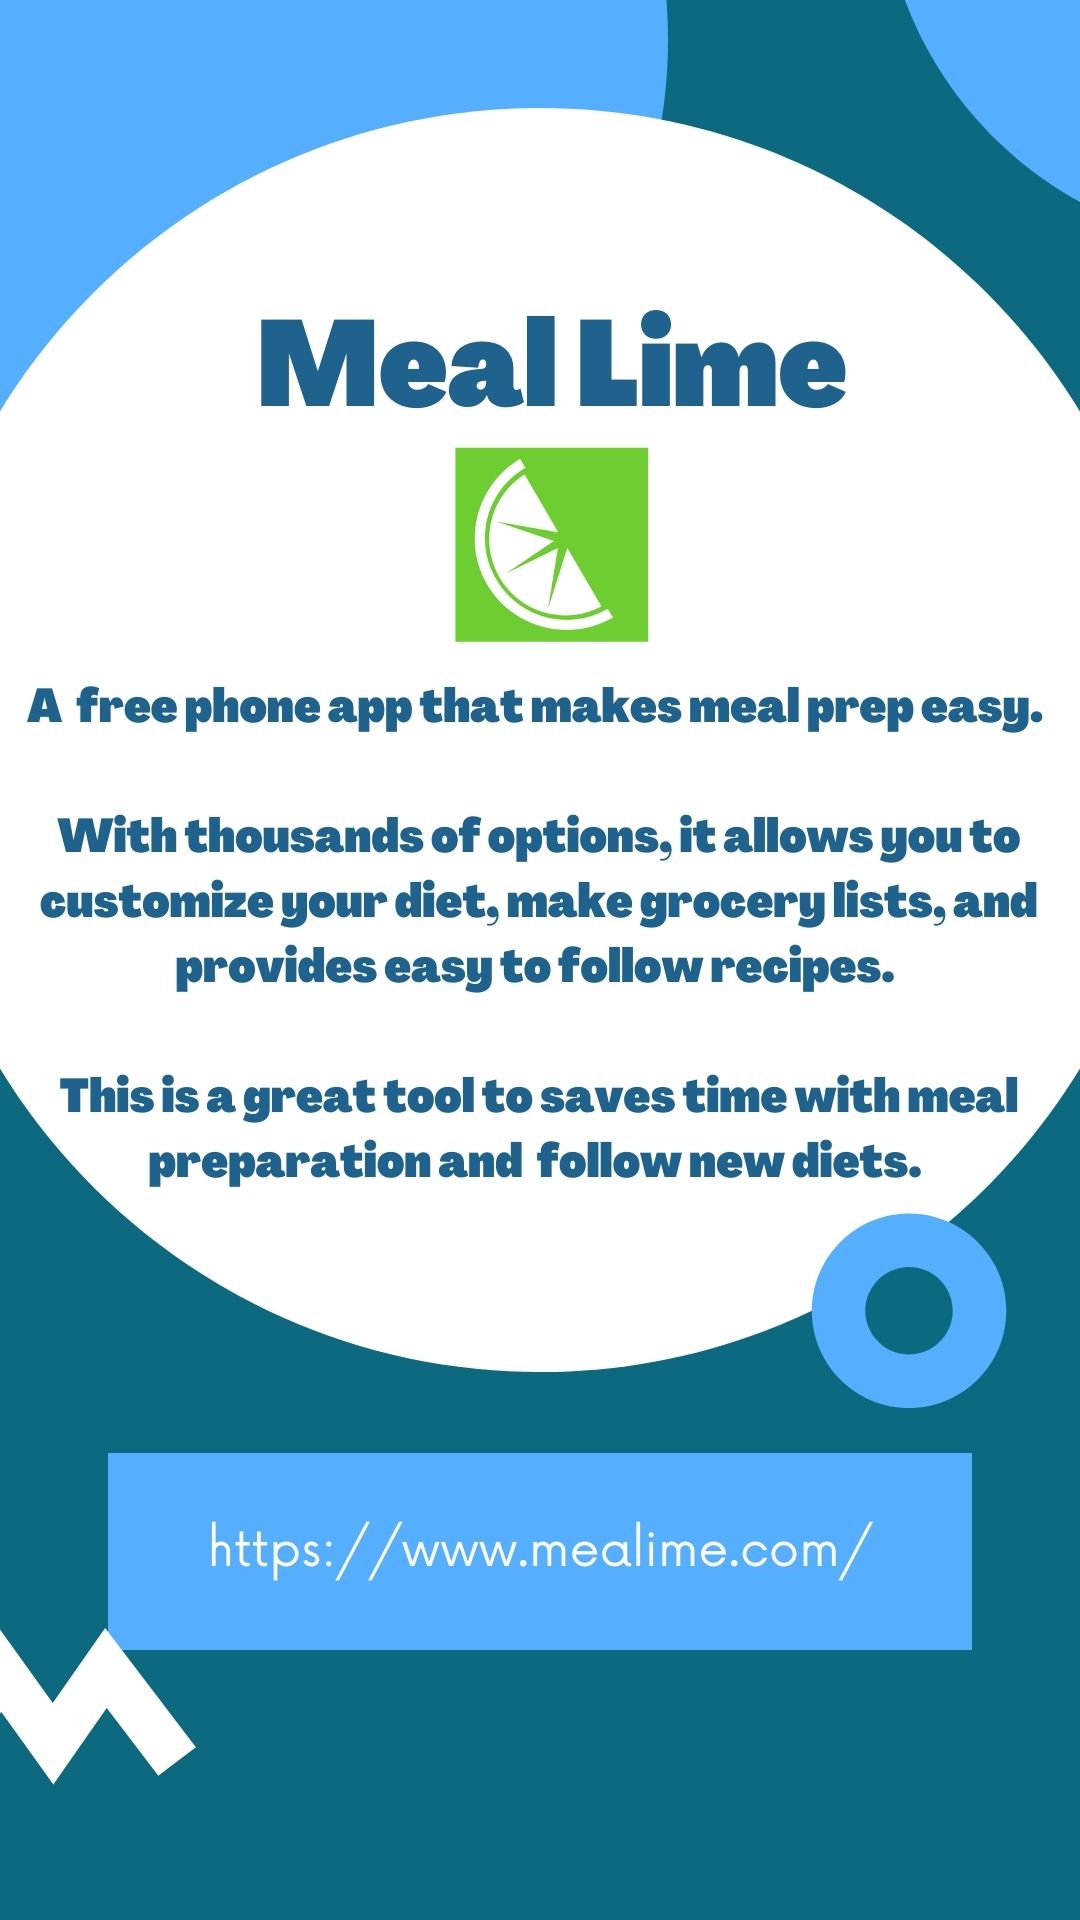 Meal Lime
A free phone app that makes meal prep easy.
With thousands of options, it allows you to
customize your diet, make grocery lists, and
provides easy to follow recipes.
This is a great tool to saves time with meal
preparation and follow new diets.
https://www.mealime.com/